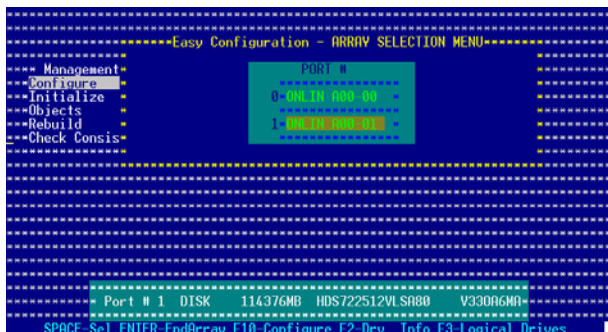 Easy Configuration - ARRAY SELECTION MENU
Management
Configure
Initialize
Objects
Rebuild
Check Consis
PORT #
0 ONLIN A00-00
1 ONLIN A00-01
Port # 1 DISK 114376MB HDS722512VLSA80 V330A6MA
SPACE-Sel ENTER-EndArray F10-Configure F2-Drv Info F3-Logical Drives